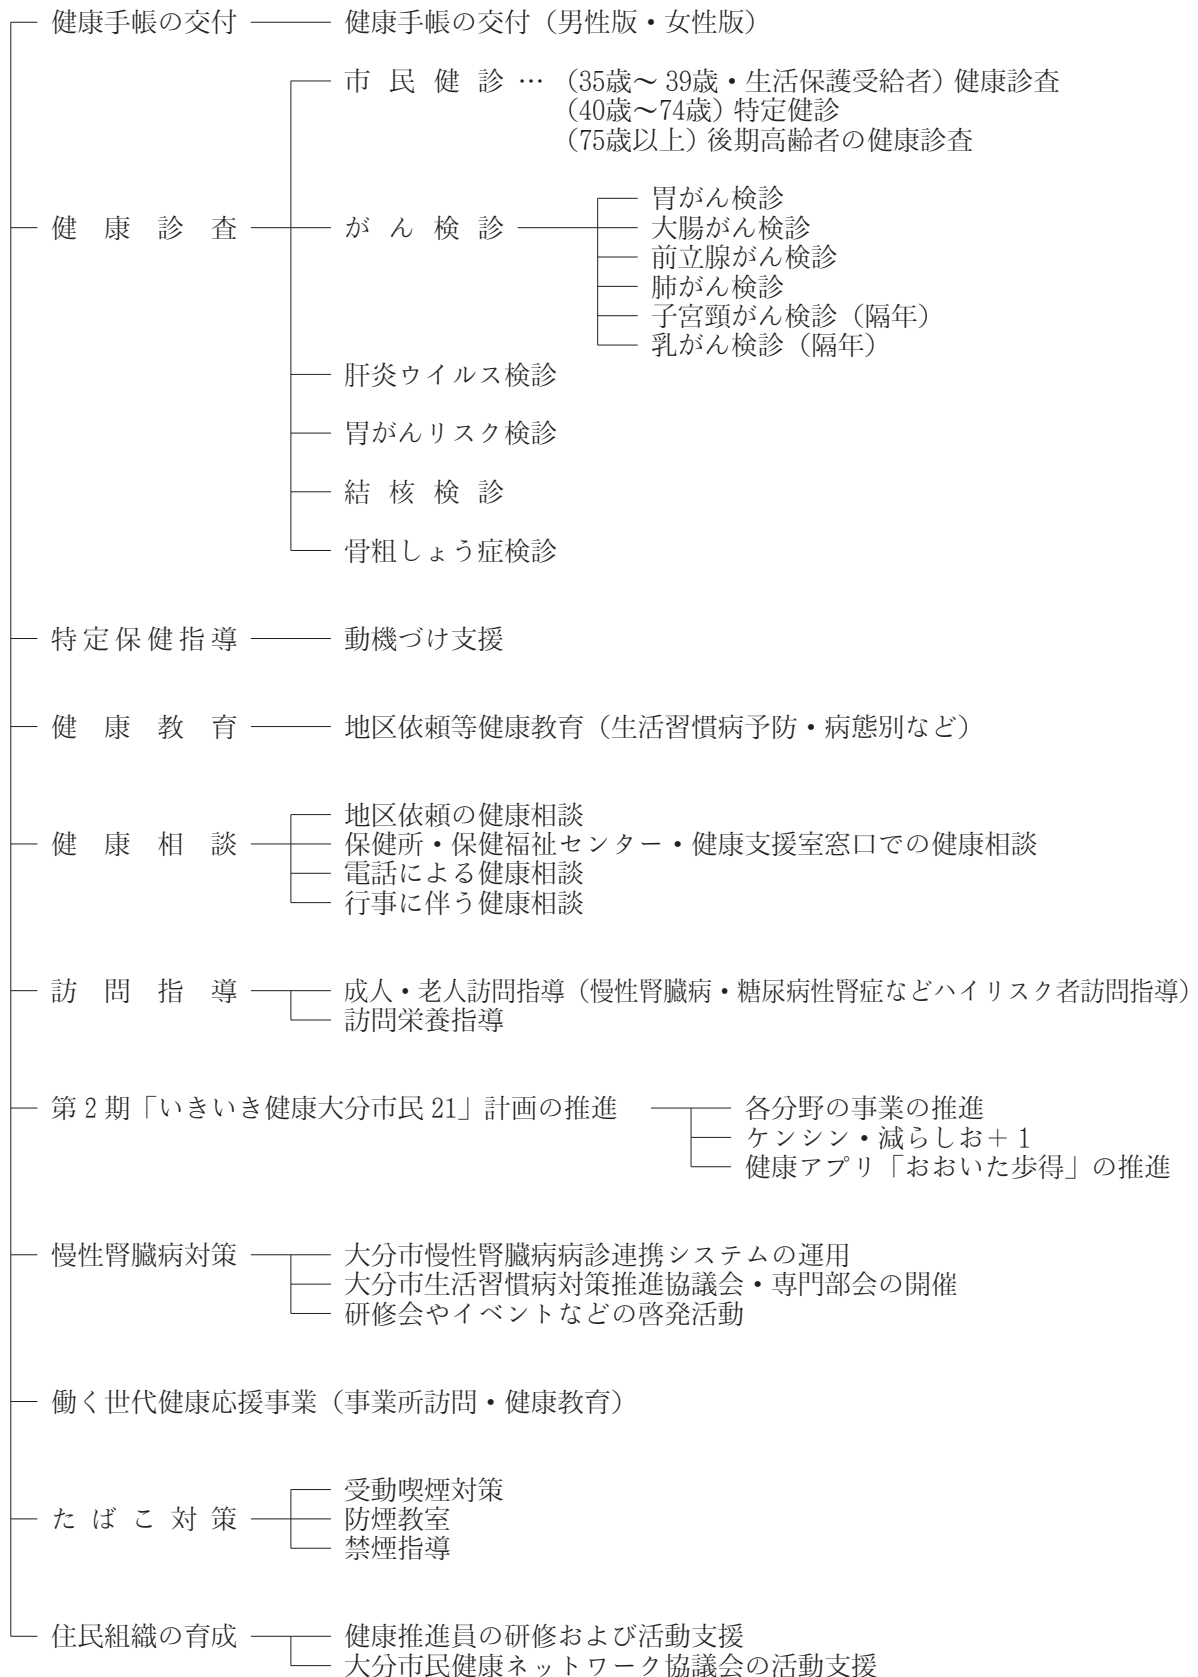 健康手帳の交付 健康手帳の交付（男性版・女性版）
市民健診…（35歳～39歳・生活保護受給者）健康診査
（40歳～74歳）特定健診
（75歳以上）後期高齢者の健康診査
健康診査 がん検診 胃がん検診
大腸がん検診
前立腺がん検診
肺がん検診
子宮頸がん検診（隔年）
乳がん検診（隔年）
肝炎ウイルス検診
胃がんリスク検診
結核検診
骨粗しょう症検診
特定保健指導 動機づけ支援
健康教育 地区依頼等健康教育（生活習慣病予防・病態別など）
健康相談 地区依頼の健康相談
保健所・保健福祉センター・健康支援室窓口での健康相談
電話による健康相談
行事に伴う健康相談
訪問指導 成人・老人訪問指導（慢性腎臓病・糖尿病性腎症などハイリスク者訪問指導）
訪問栄養指導
第2期「いきいき健康大分市民21」計画の推進 各分野の事業の推進
ケンシン・減らしお＋1
健康アプリ「おおいた歩得」の推進
慢性腎臓病対策 大分市慢性腎臓病病診連携システムの運用
大分市生活習慣病対策推進協議会・専門部会の開催
研修会やイベントなどの啓発活動
働く世代健康応援事業（事業所訪問・健康教育）
たばこ対策 受動喫煙対策
防煙教室
禁煙指導
住民組織の育成 健康推進員の研修および活動支援
大分市民健康ネットワーク協議会の活動支援